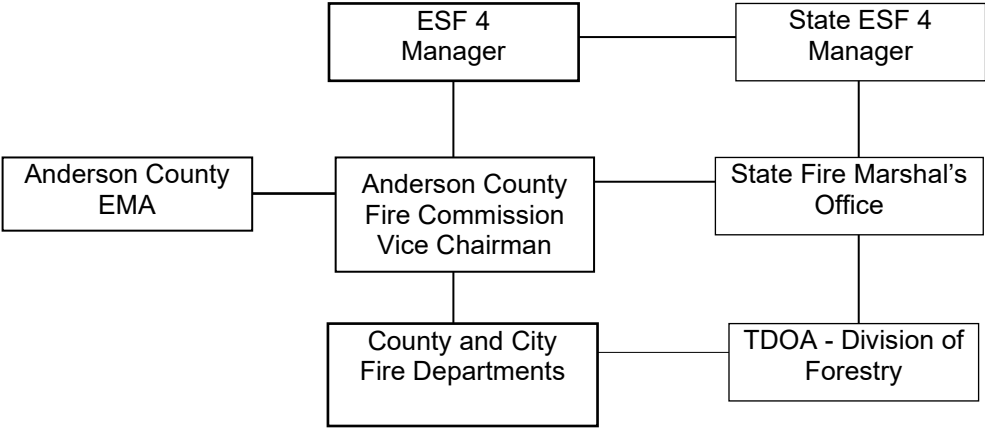 ESF 4
Manager
State ESF 4
Manager
Anderson County
EMA
Anderson County
Fire Commission
Vice Chairman
State Fire Marshal's
Office
County and City
Fire Departments
TDOA - Division of
Forestry